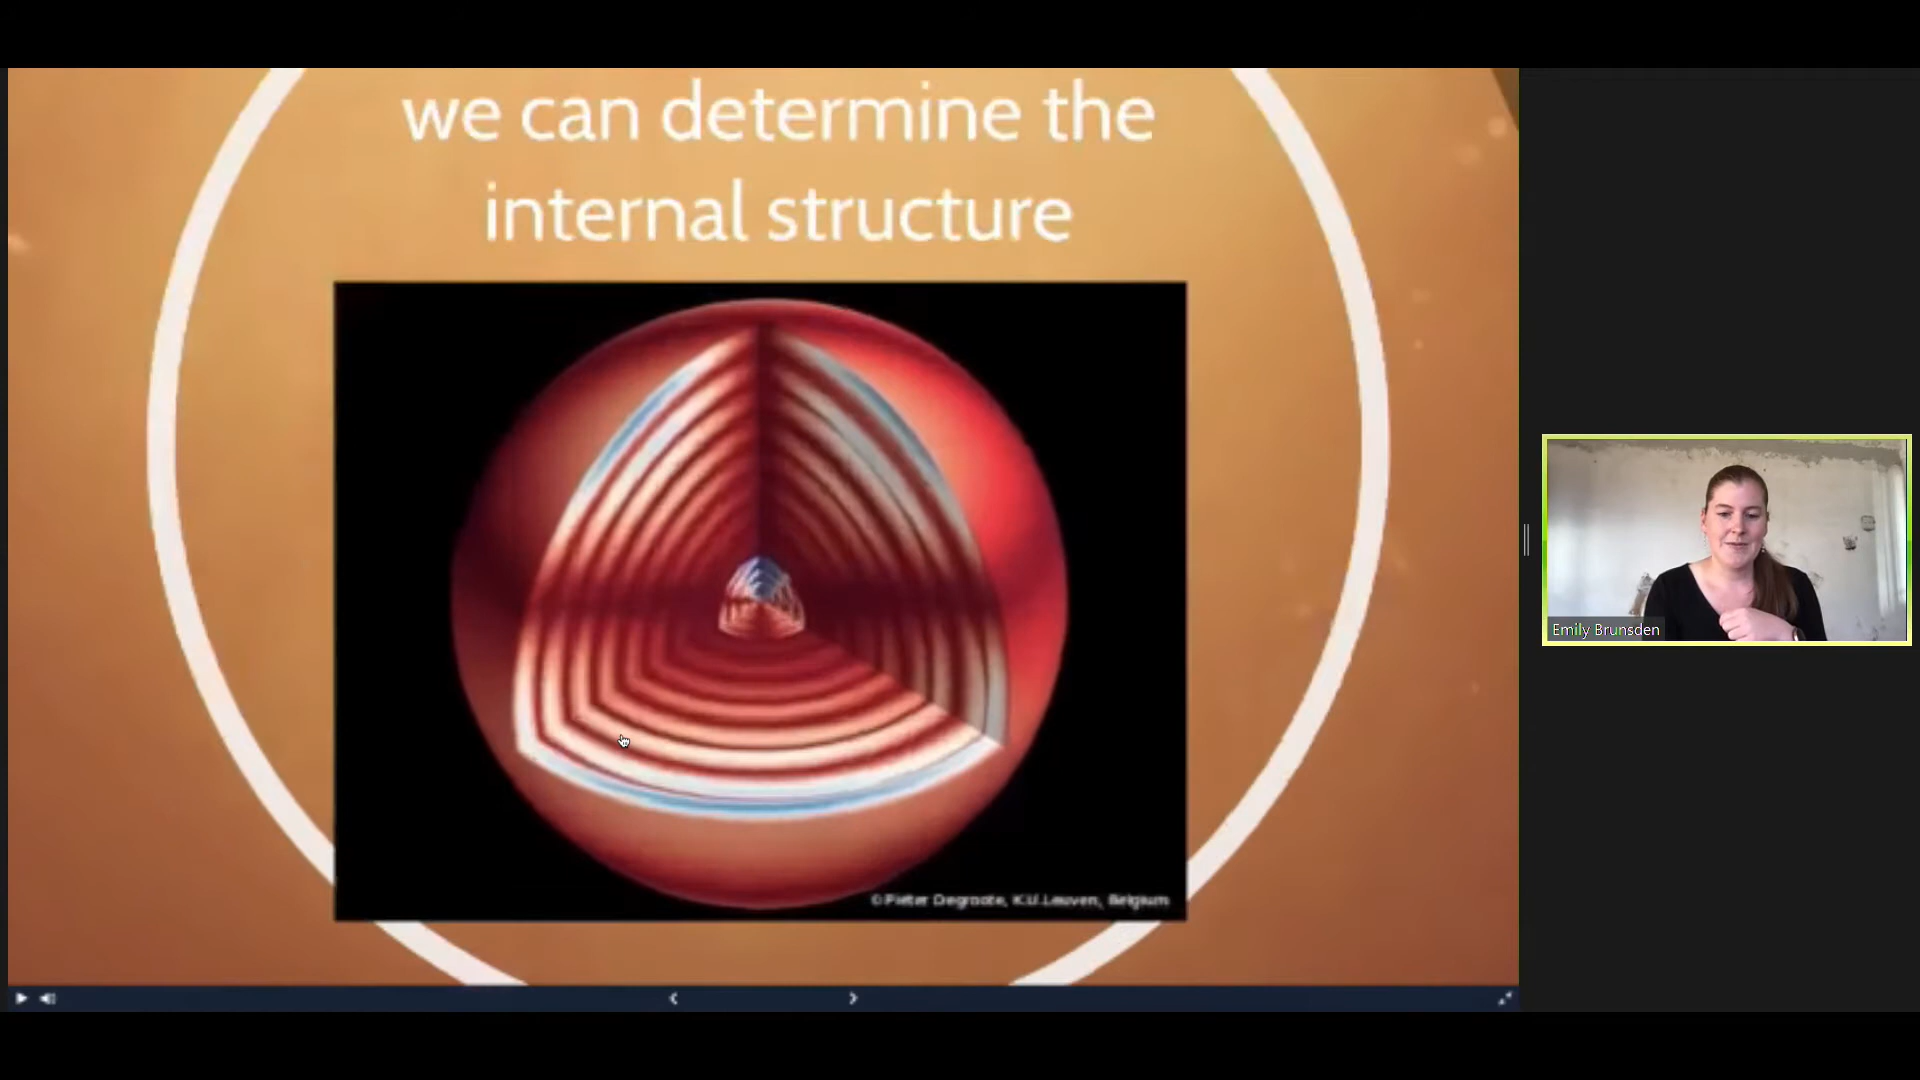 we can determine the
internal structure
©Pieter Degroote, K.U.Leuven, Belgium
Emily Brunsden